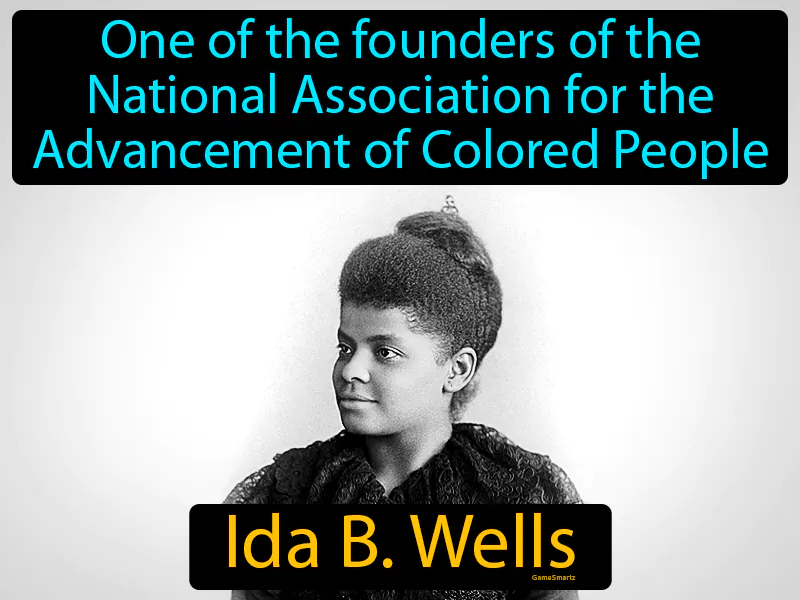 One of the founders of the
National Association for the
Advancement of Colored People
Ida B. Wells
GameSmartz